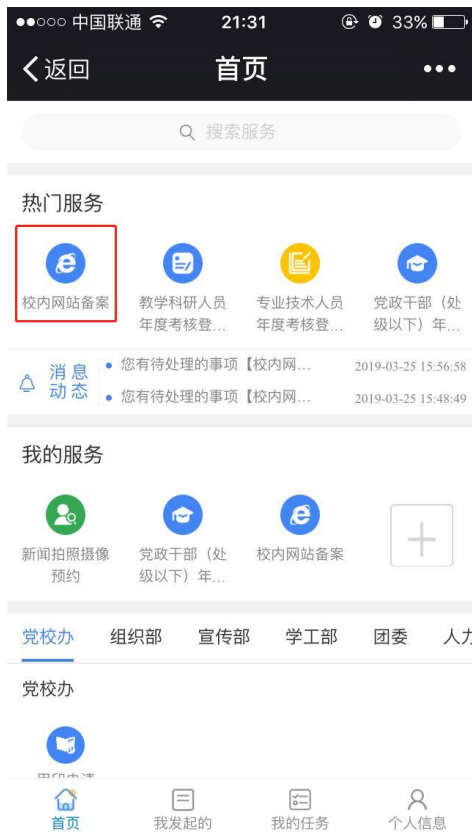 中国联通 21:31 33%
返回 首页
搜索服务
热门服务
校内网站备案 教学科研人员 专业技术人员 党政干部（处
年度考核登... 年度考核登... 级以下）年...
消息 您有待处理的事项【校内网... 2019-03-25 15:56:58
动态 您有待处理的事项【校内网... 2019-03-25 15:48:49
我的服务
新闻拍照摄像 党政干部（处 校内网站备案
预约 级以下）年...
党校办 组织部 宣传部 学工部 团委 人力
党校办
用印申请
首页 我发起的 我的任务 个人信息